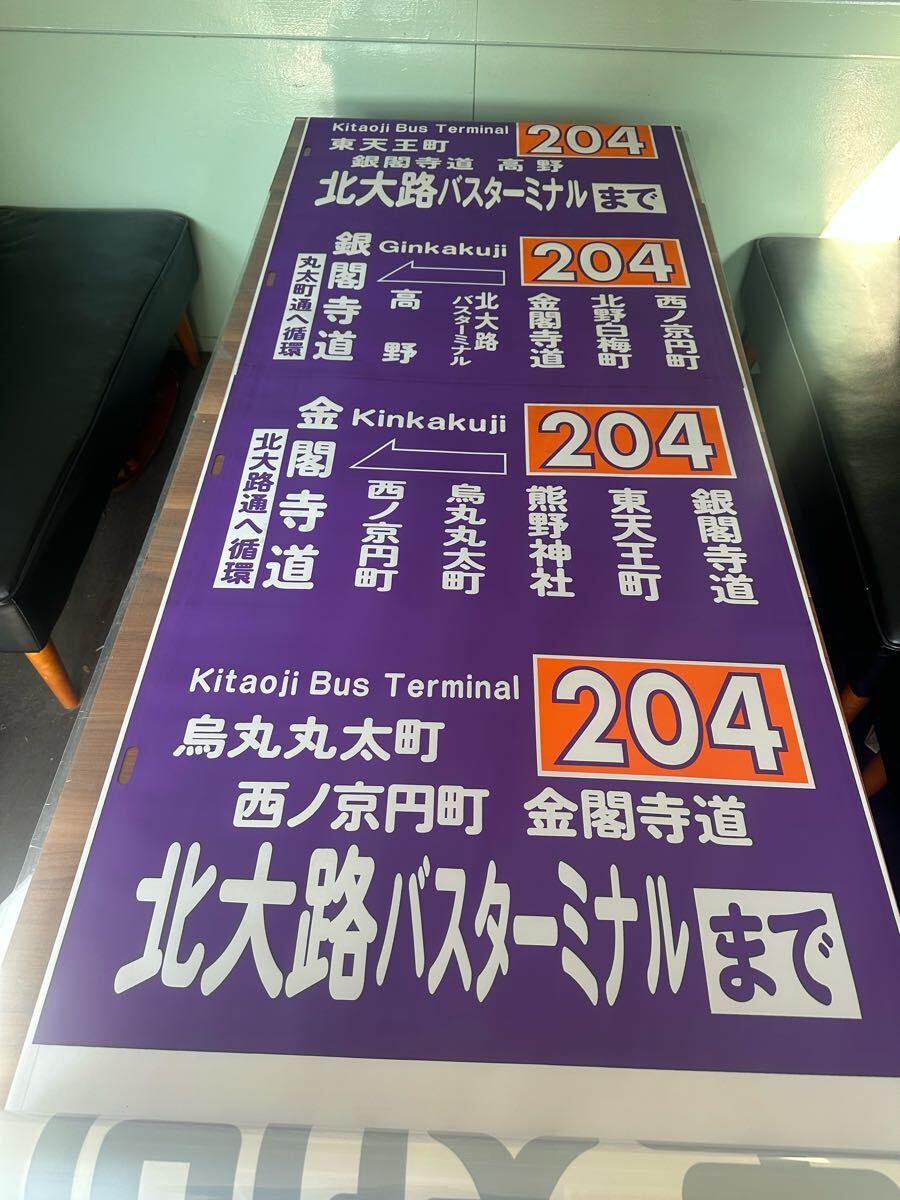 Kitaoji Bus Terminal
204
東天王町
銀閣寺道 高野
北大路バスターミナル まで
銀閣寺道
丸太町通へ循環
Ginkakuji
204
高野
北大路バスターミナル
金閣寺道
北野白梅町
西ノ京円町
金閣寺道
北大路通へ循環
Kinkakuji
204
西ノ京円町
烏丸丸太町
熊野神社
東天王町
銀閣寺道
Kitaoji Bus Terminal
204
烏丸丸太町
西ノ京円町 金閣寺道
北大路バスターミナル まで